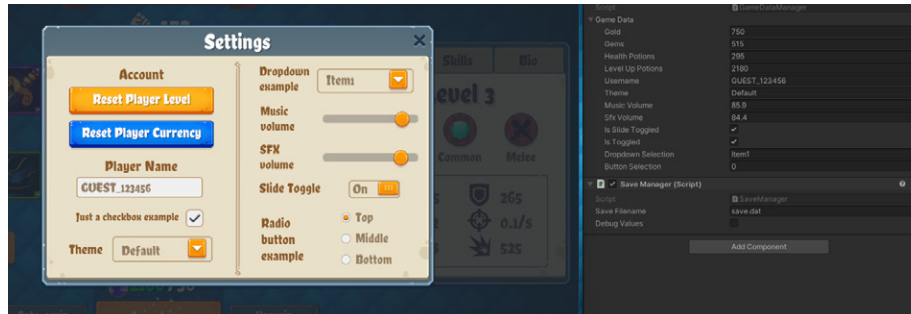 Settings
Account
Reset Player Level
Reset Player Currency
Player Name
GUEST_123456
Just a checkbox example
Theme
Default
Dropdown
example
Item1
Music
volume
SFX
volume
Slide Toggle
On
Radio
button
example
Top
Middle
Bottom
Skills
Bio
Level 3
Common
Melee
265
0.1/S
525
Script
GameDataManager
Game Data
Gold
750
Gems
515
Health Potions
295
Level Up Potions
2180
Username
GUEST_123456
Theme
Default
Music Volume
85.9
Sfx Volume
84.4
Is Slide Toggled
Is Toggled
Dropdown Selection
Item1
Button Selection
0
Save Manager (Script)
Script
SaveManager
Save Filename
save.dat
Debug Values
Add Component